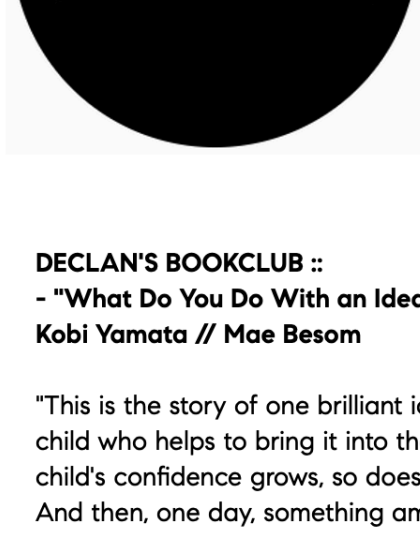 DECLAN'S BOOKCLUB ::
- "What Do You Do With an Idea
Kobi Yamata // Mae Besom
"This is the story of one brilliant
child who helps to bring it into
child's confidence grows, so does
And then, one day, something